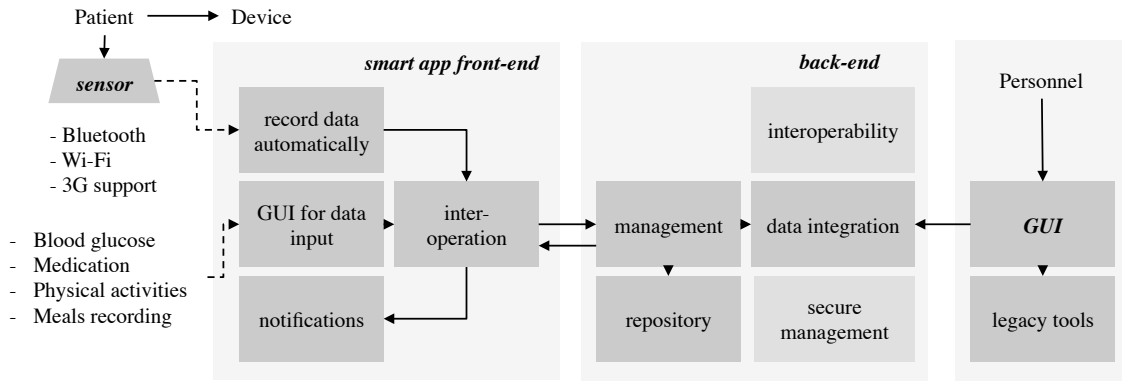 Patient
Device
sensor
- Bluetooth
- Wi-Fi
- 3G support
- Blood glucose
- Medication
- Physical activities
- Meals recording
smart app front-end
record data
automatically
GUI for data
input
inter-
operation
notifications
back-end
interoperability
management
data integration
repository
secure
management
Personnel
GUI
legacy tools